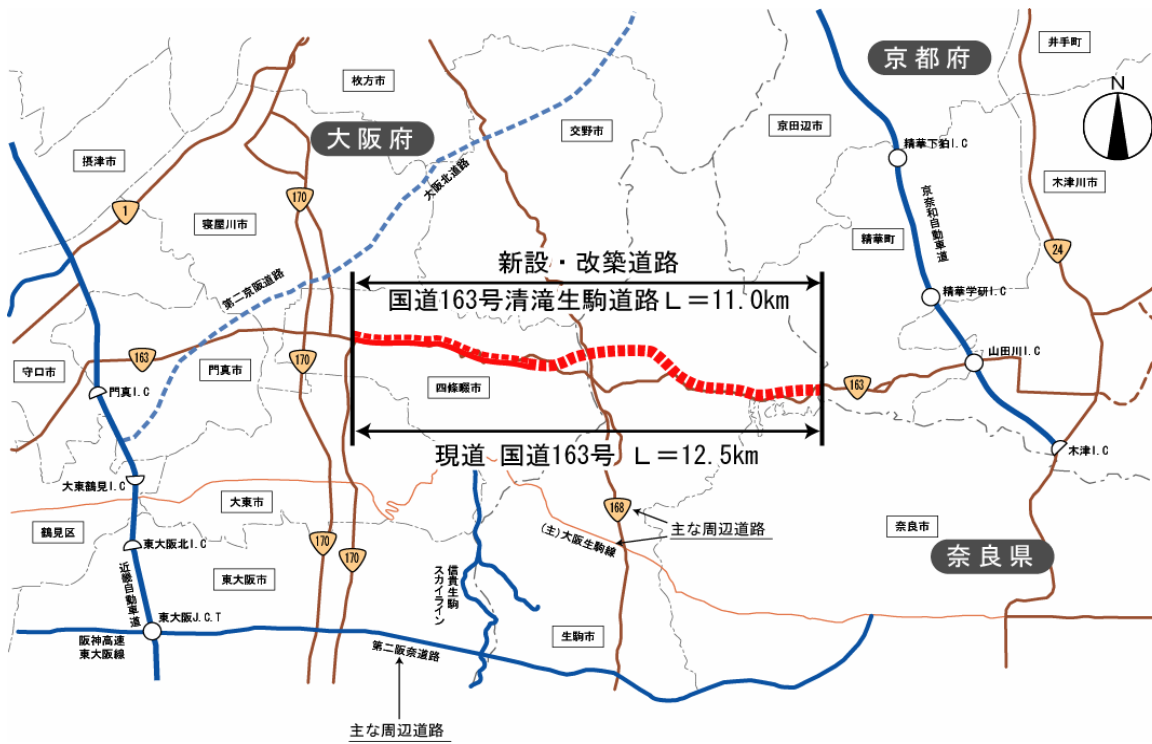 井手町
京都府
枚方市
N
交野市
京田辺市
大阪府
精華下狛I.C
摂津市
大阪北道路
木津川市
170
1
寝屋川市
精華町
京奈和自動車道
24
新設・改築道路
第二京阪道路
国道163号清滝生駒道路L＝11.0km
精華学研I.C
163
170
門真市
守口市
山田川I.C
四條畷市
163
門真I.C
現道 国道163号 L＝12.5km
木津I.C
大東鶴見I.C
大東市
168
主な周辺道路
鶴見区
奈良市
(主)大阪生駒線
東大阪北I.C
170
170
奈良県
東大阪市
近畿自動車道
信貴生駒
スカイライン
東大阪J.C.T
生駒市
阪神高速
東大阪線
第二阪奈道路
主な周辺道路